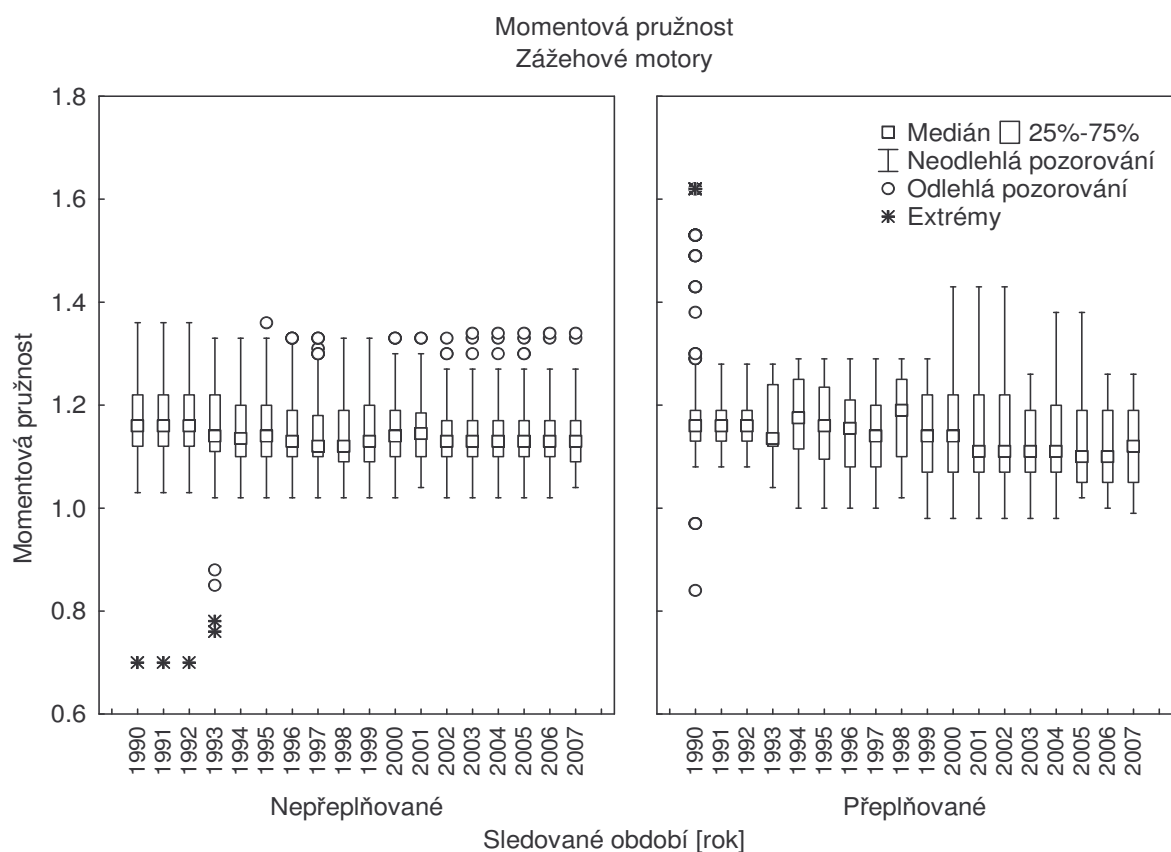 Momentová pružnost
Zážehové motory
Momentová pružnost
1.8
1.6
1.4
1.2
1.0
0.8
0.6
Medián 25%-75%
Neodlehlá pozorování
Odlehlá pozorování
Extrémy
1990 1991 1992 1993 1994 1995 1996 1997 1998 1999 2000 2001 2002 2003 2004 2005 2006 2007
1990 1991 1992 1993 1994 1995 1996 1997 1998 1999 2000 2001 2002 2003 2004 2005 2006 2007
Nepřeplňované
Přeplňované
Sledované období [rok]